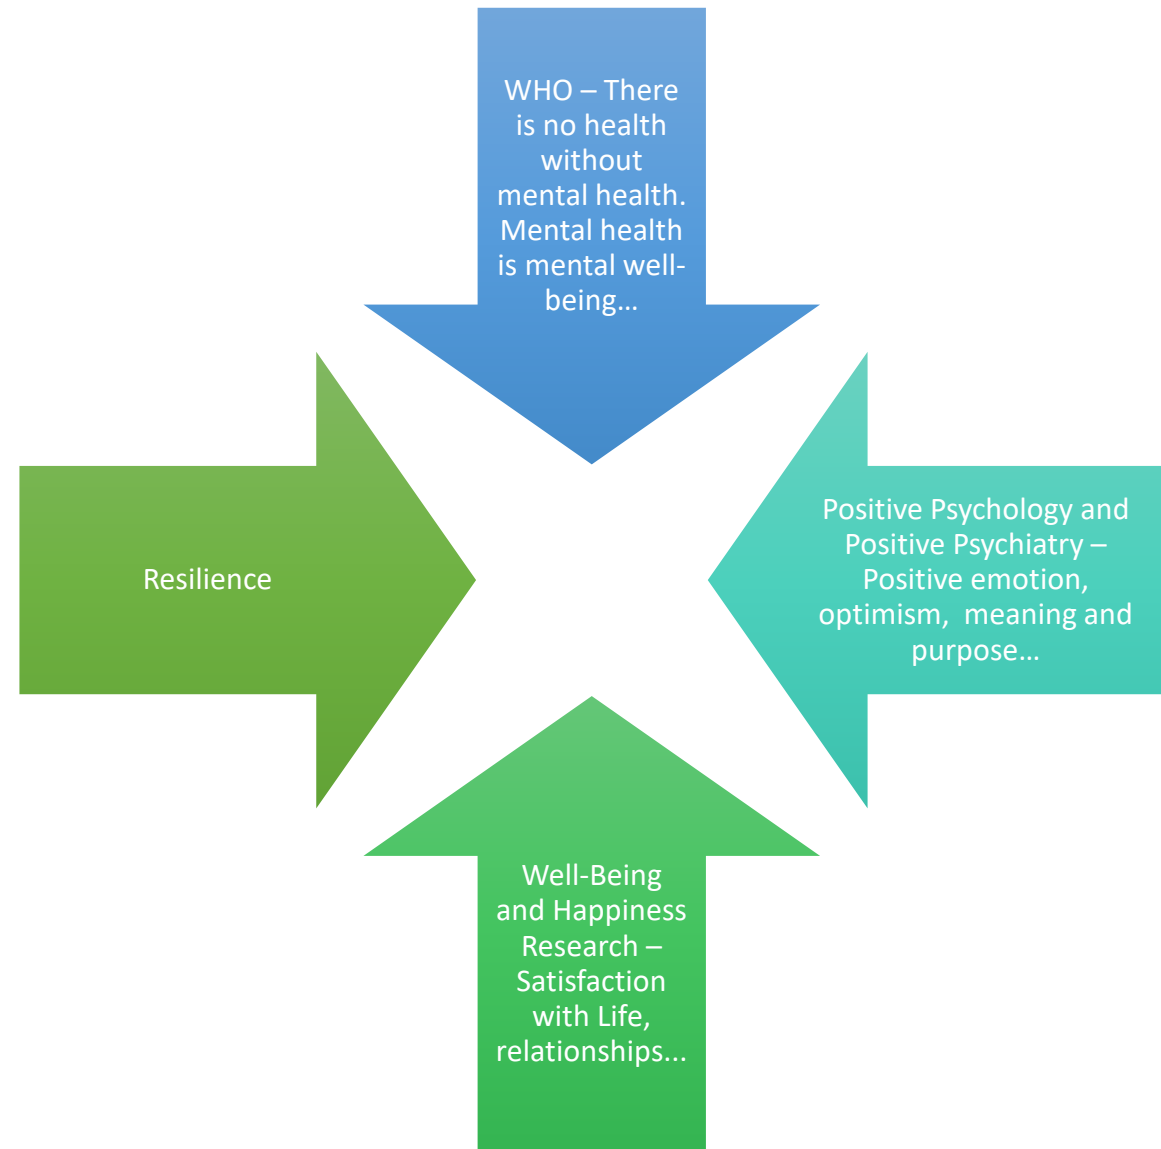 WHO – There
is no health
without
mental health.
Mental health
is mental well-
being...
Resilience
Positive Psychology and
Positive Psychiatry –
Positive emotion,
optimism,  meaning and
purpose...
Well-Being
and Happiness
Research –
Satisfaction
with Life,
relationships...